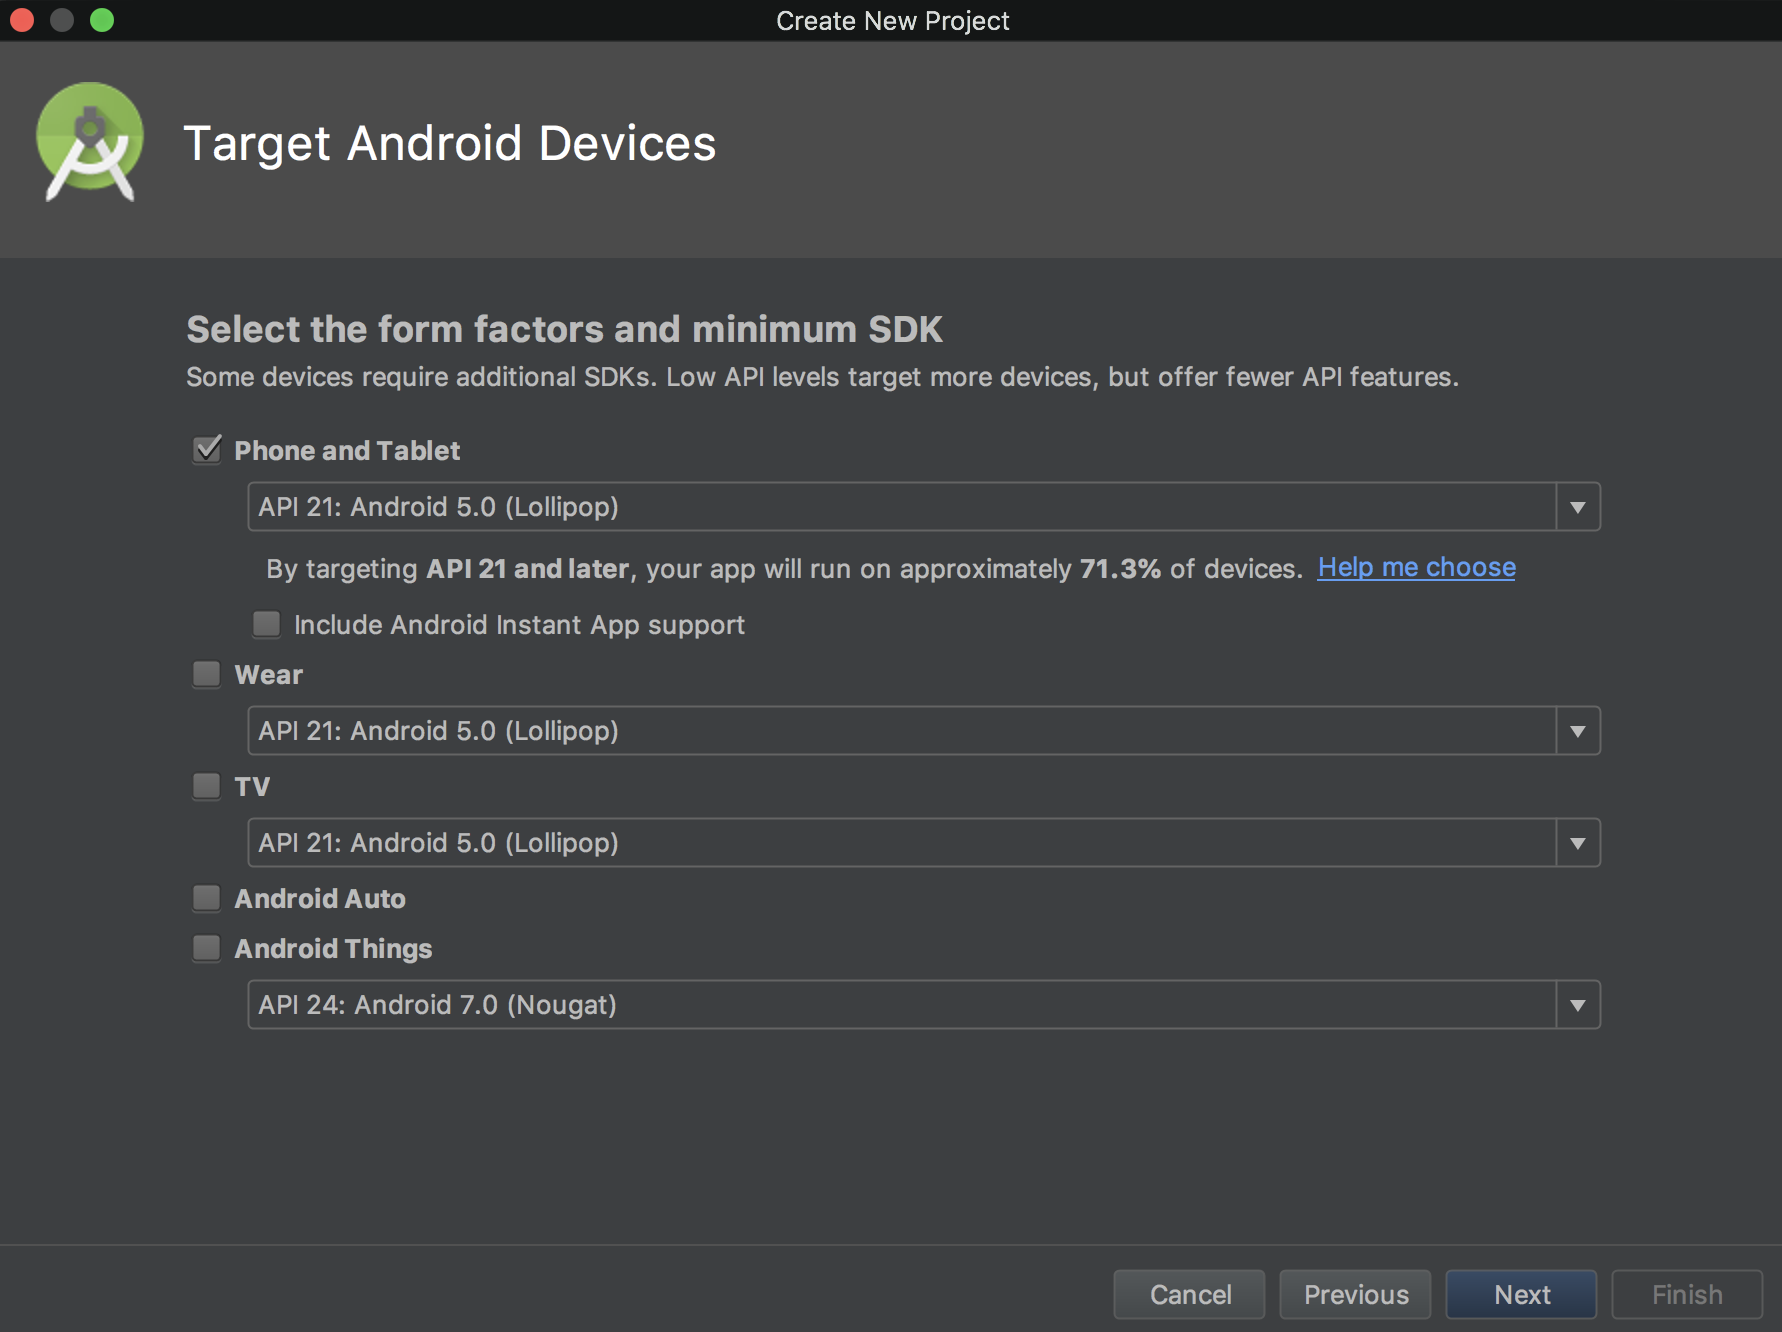 Create New Project
Target Android Devices
Select the form factors and minimum SDK
Some devices require additional SDKs. Low API levels target more devices, but offer fewer API features.
Phone and Tablet
API 21: Android 5.0 (Lollipop)
By targeting API 21 and later, your app will run on approximately 71.3% of devices. Help me choose
Include Android Instant App support
Wear
API 21: Android 5.0 (Lollipop)
TV
API 21: Android 5.0 (Lollipop)
Android Auto
Android Things
API 24: Android 7.0 (Nougat)
Cancel Previous Next Finish